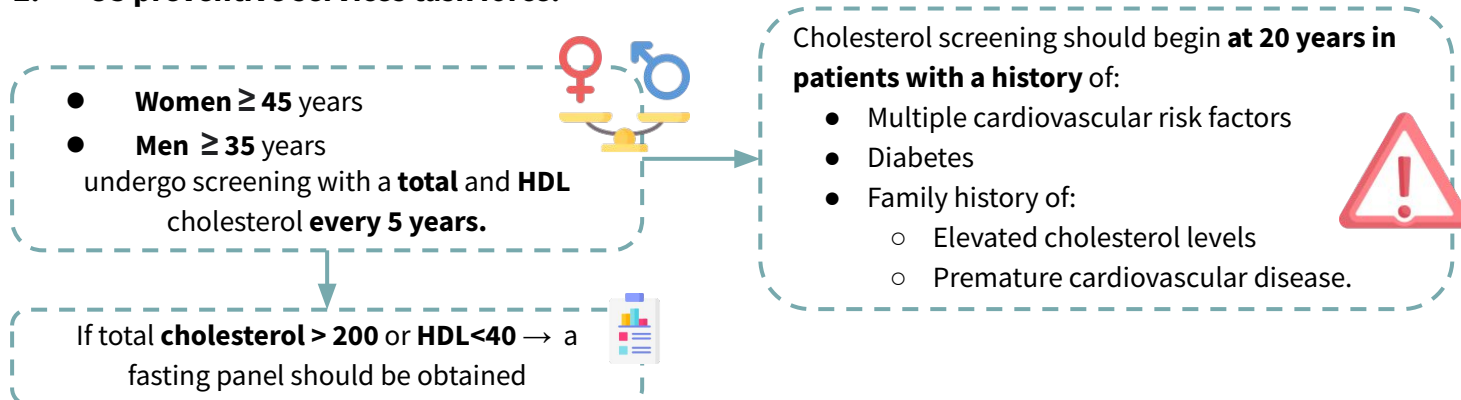 ● Women ≥ 45 years
● Men ≥ 35 years
undergo screening with a total and HDL
cholesterol every 5 years.
If total cholesterol > 200 or HDL<40 → a
fasting panel should be obtained
Cholesterol screening should begin at 20 years in
patients with a history of:
● Multiple cardiovascular risk factors
● Diabetes
● Family history of:
○ Elevated cholesterol levels
○ Premature cardiovascular disease.